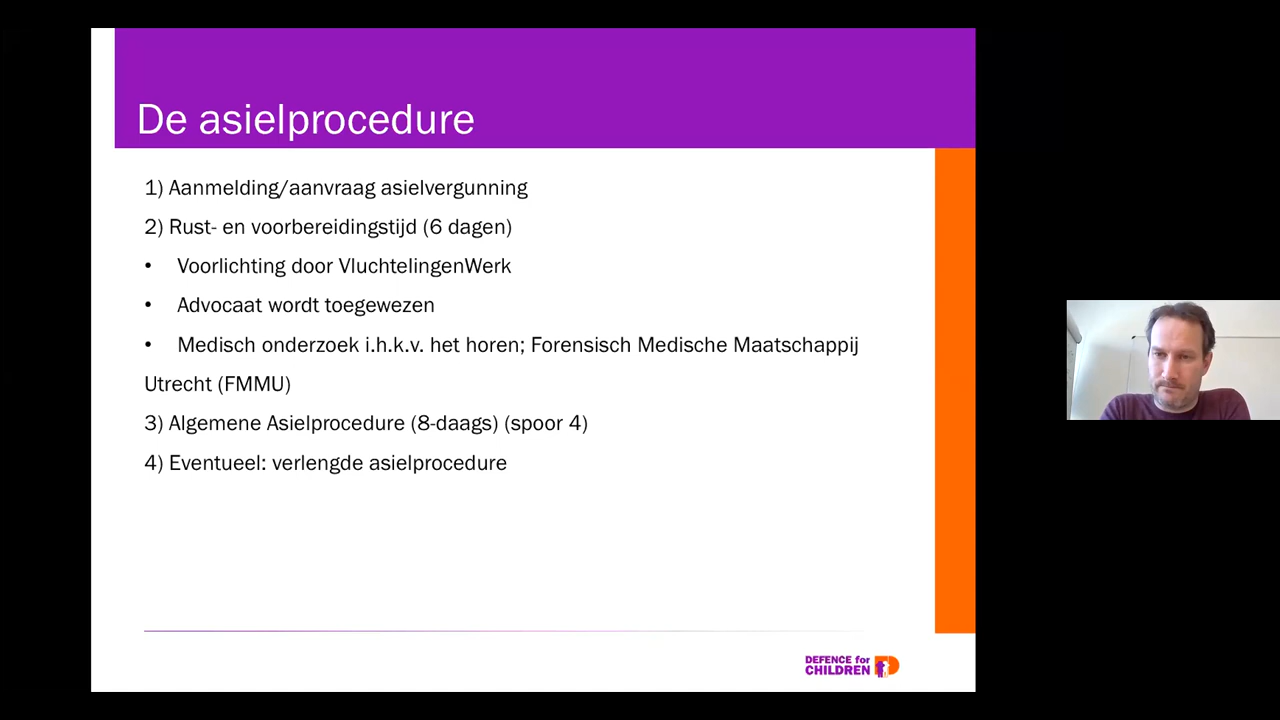 De asielprocedure
1) Aanmelding/aanvraag asielvergunning
2) Rust- en voorbereidingstijd (6 dagen)
• Voorlichting door VluchtelingenWerk
• Advocaat wordt toegewezen
• Medisch onderzoek i.h.k.v. het horen; Forensisch Medische Maatschappij
Utrecht (FMMU)
3) Algemene Asielprocedure (8-daags) (spoor 4)
4) Eventueel: verlengde asielprocedure
DEFENCE for
CHILDREN